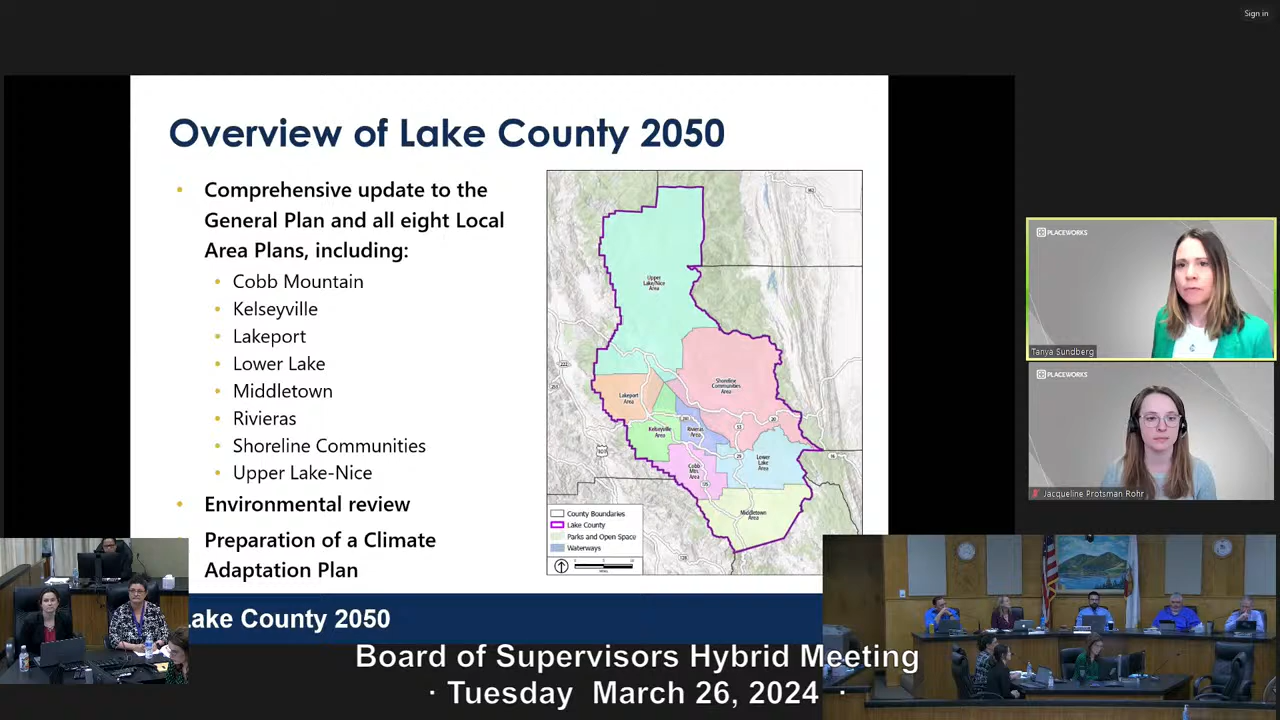 Sign in
Overview of Lake County 2050
• Comprehensive update to the
General Plan and all eight Local
Area Plans, including:
• Cobb Mountain
• Kelseyville
• Lakeport
• Lower Lake
• Middletown
• Rivieras
• Shoreline Communities
• Upper Lake-Nice
• Environmental review
Preparation of a Climate
Adaptation Plan
Upper
Lake/Nice
Area
Shoreline
Communities
Area
Lakeport
Area
Kelseyville
Area
Rivieras
Area
Cobb
Mtn.
Area
Lower
Lake
Area
Middletown
Area
County Boundaries
Lake County
Parks and Open Space
Waterways
PLACEWORKS
Tanya Sundberg
PLACEWORKS
Jacqueline Protsman Rohr
Lake County 2050
Board of Supervisors Hybrid Meeting
· Tuesday March 26, 2024 ·